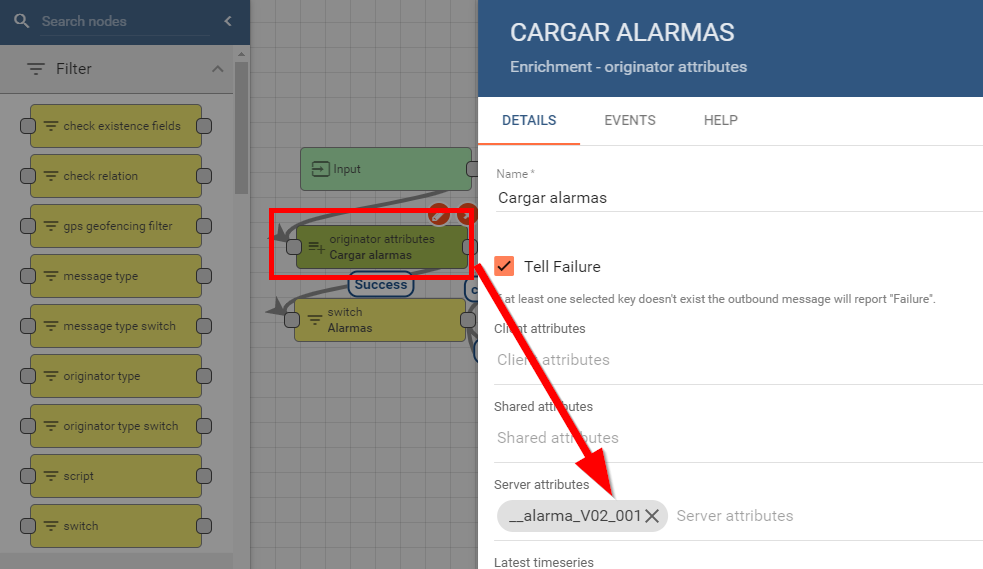 Search nodes
Filter
check existence fields
check relation
gps geofencing filter
message type
message type switch
originator type
originator type switch
script
switch
Input
originator attributes
Cargar alarmas
Success
switch
Alarmas
CARGAR ALARMAS
Enrichment - originator attributes
DETAILS EVENTS HELP
Name *
Cargar alarmas
Tell Failure
at least one selected key doesn't exist the outbound message will report "Failure".
Client attributes
Client attributes
Shared attributes
Shared attributes
Server attributes
__alarma_V02_001 Server attributes
Latest timeseries